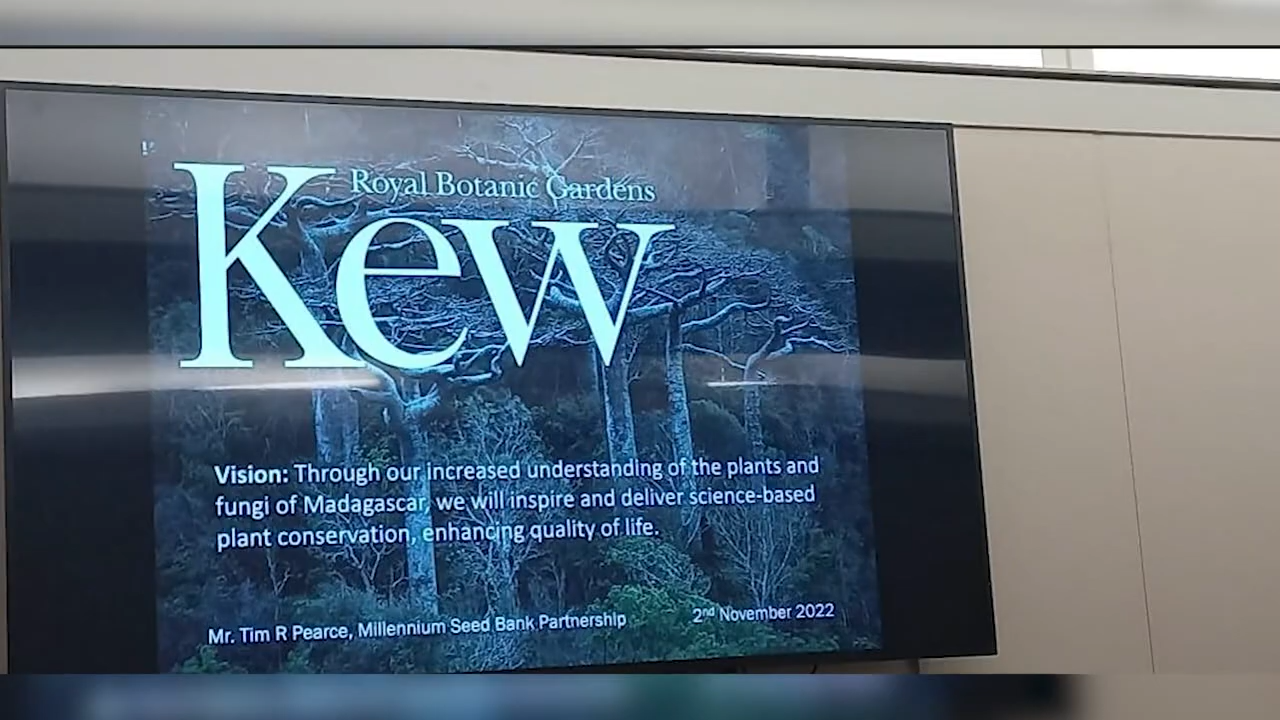 Royal Botanic Gardens
Kew
Vision: Through our increased understanding of the plants and
fungi of Madagascar, we will inspire and deliver science-based
plant conservation, enhancing quality of life.
Mr. Tim R Pearce, Millennium Seed Bank Partnership
2nd November 2022